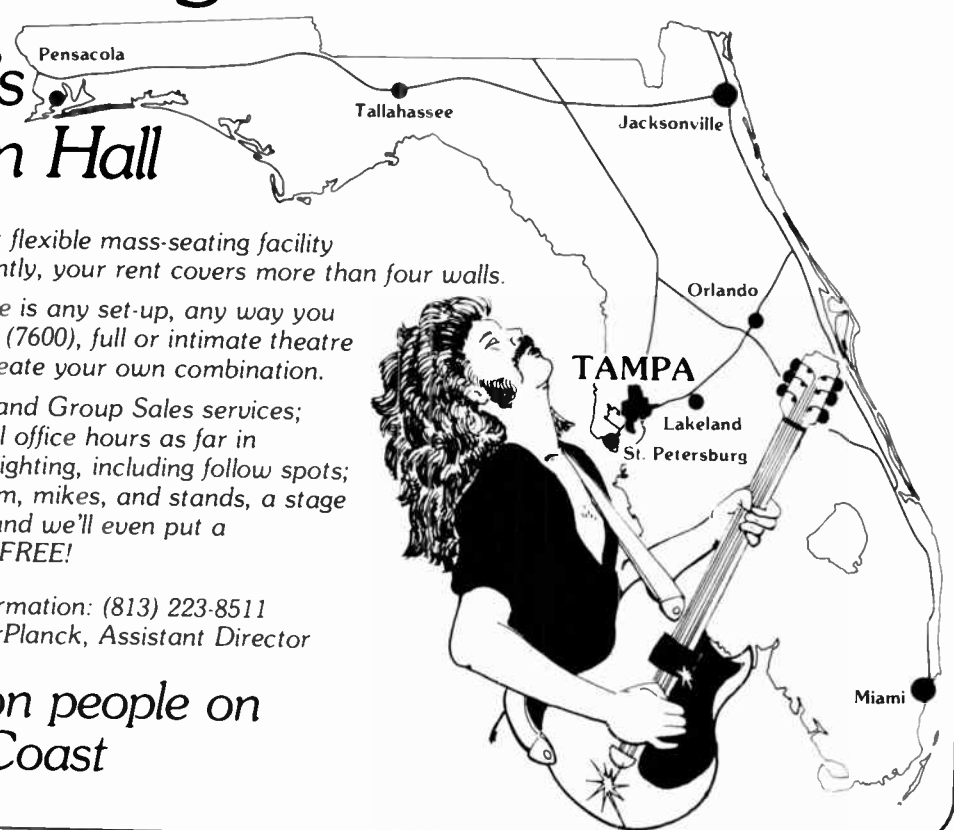 's
n Hall
flexible mass-seating facility
ntly, your rent covers more than four walls.
e is any set-up, any way you
(7600), full or intimate theatre
eate your own combination.
and Group Sales services;
l office hours as far in
ighting, including follow spots;
m, mikes, and stands, a stage
and we'll even put a
FREE!
rmation: (813) 223-8511
rPlanck, Assistant Director
on people on
Coast
Pensacola
Tallahassee
Jacksonville
Orlando
TAMPA
Lakeland
St. Petersburg
Miami